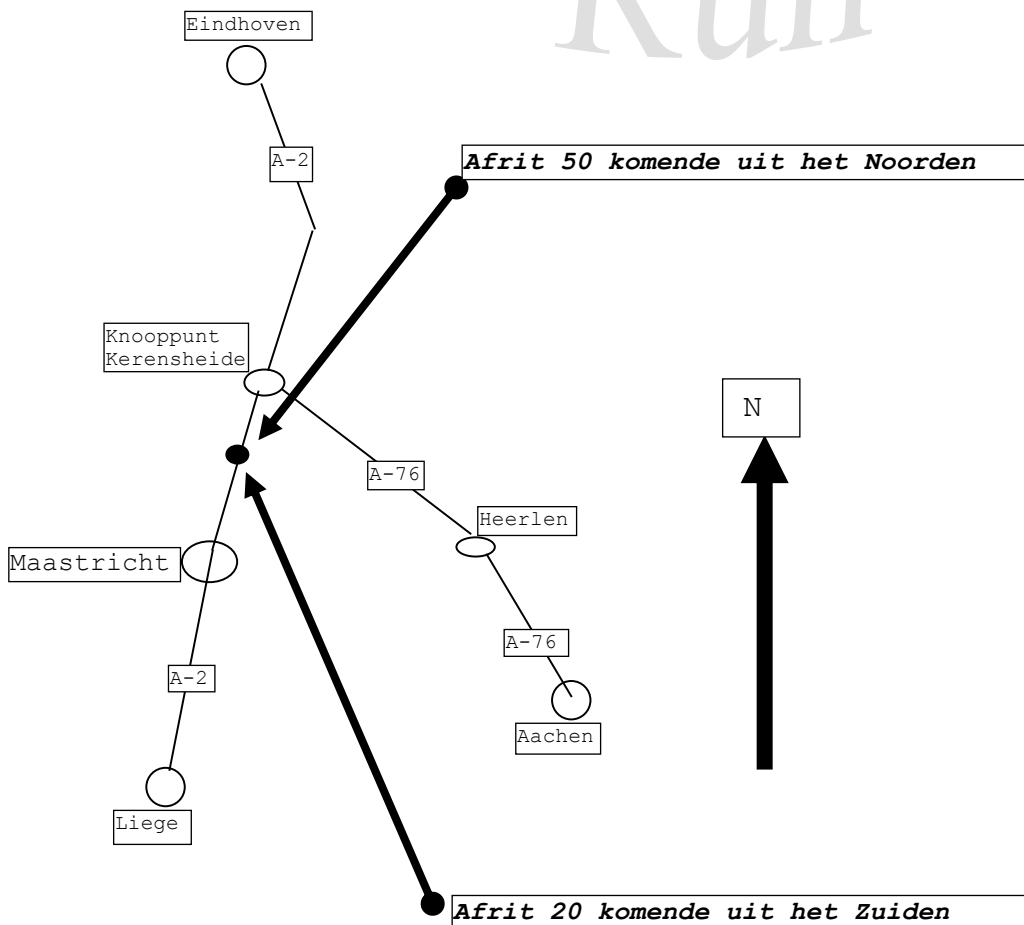 Run
Eindhoven
A-2
Afrit 50 komende uit het Noorden
Knooppunt
Kerensheide
N
A-76
Heerlen
Maastricht
A-76
A-2
Aachen
Liege
Afrit 20 komende uit het Zuiden